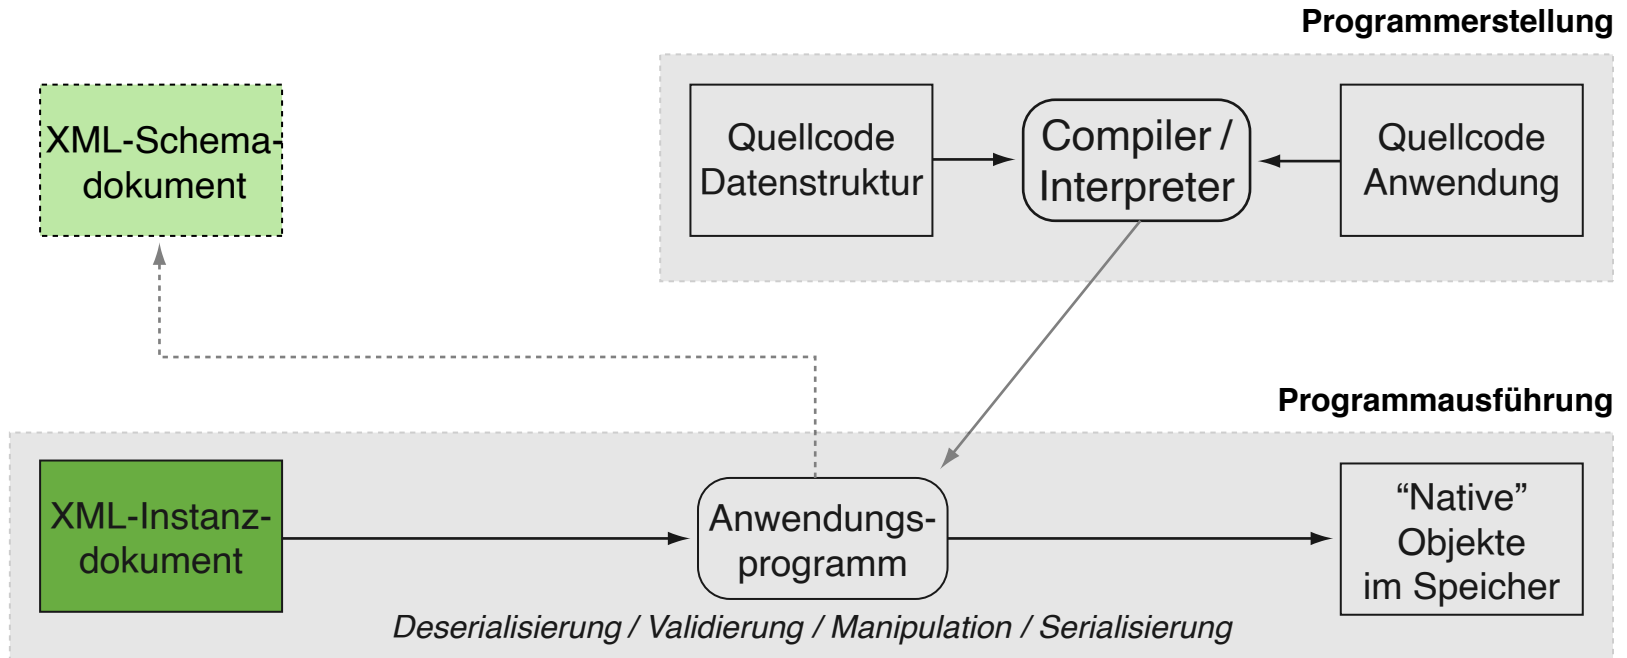 Programmerstellung
XML-Schema-
dokument
Quellcode
Datenstruktur
Compiler /
Interpreter
Quellcode
Anwendung
Programmausführung
XML-Instanz-
dokument
Anwendungs-
programm
“Native”
Objekte
im Speicher
Deserialisierung / Validierung / Manipulation / Serialisierung